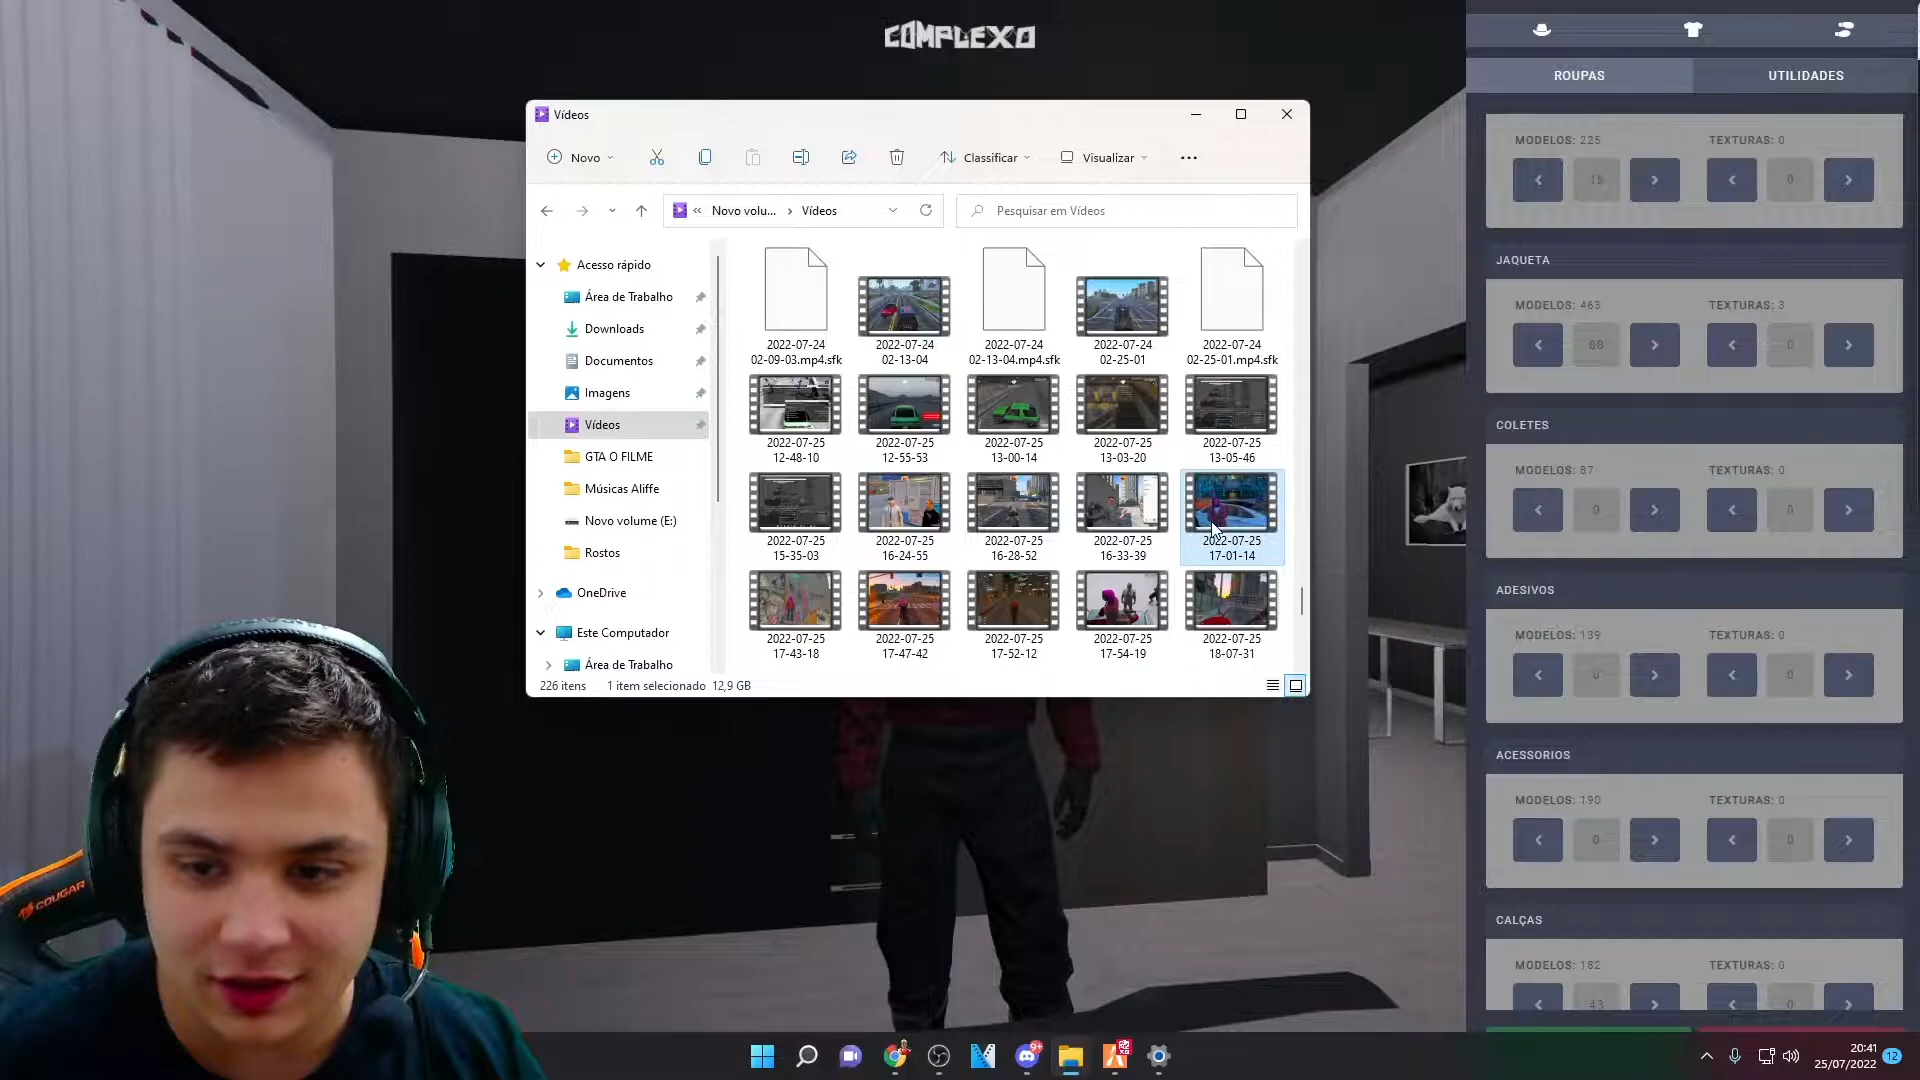 COMPLEXO
ROUPAS
UTILIDADES
MODELOS: 225
TEXTURAS: 0
15
0
JAQUETA
MODELOS: 463
TEXTURAS: 3
0
COLETES
MODELOS: 87
TEXTURAS: 0
0
0
ADESIVOS
MODELOS: 139
TEXTURAS: 0
0
0
ACESSORIOS
MODELOS: 190
TEXTURAS: 0
0
0
CALÇAS
MODELOS: 182
TEXTURAS: 0
43
0
Vídeos
Novo
Classificar
Visualizar
Novo volu...
Vídeos
Pesquisar em Vídeos
Acesso rápido
Área de Trabalho
Downloads
Documentos
Imagens
Vídeos
GTA O FILME
Músicas Aliffe
Novo volume (E:)
Rostos
OneDrive
Este Computador
Área de Trabalho
2022-07-24
02-09-03.mp4.sfk
2022-07-24
02-13-04
2022-07-24
02-13-04.mp4.sfk
2022-07-24
02-25-01
2022-07-24
02-25-01.mp4.sfk
2022-07-25
12-48-10
2022-07-25
12-55-53
2022-07-25
13-00-14
2022-07-25
13-03-20
2022-07-25
13-05-46
2022-07-25
15-35-03
2022-07-25
16-24-55
2022-07-25
16-28-52
2022-07-25
16-33-39
2022-07-25
17-01-14
2022-07-25
17-43-18
2022-07-25
17-47-42
2022-07-25
17-52-12
2022-07-25
17-54-19
2022-07-25
18-07-31
226 itens
1 item selecionado
12,9 GB
COUGAR
9+
20:41
25/07/2022
12